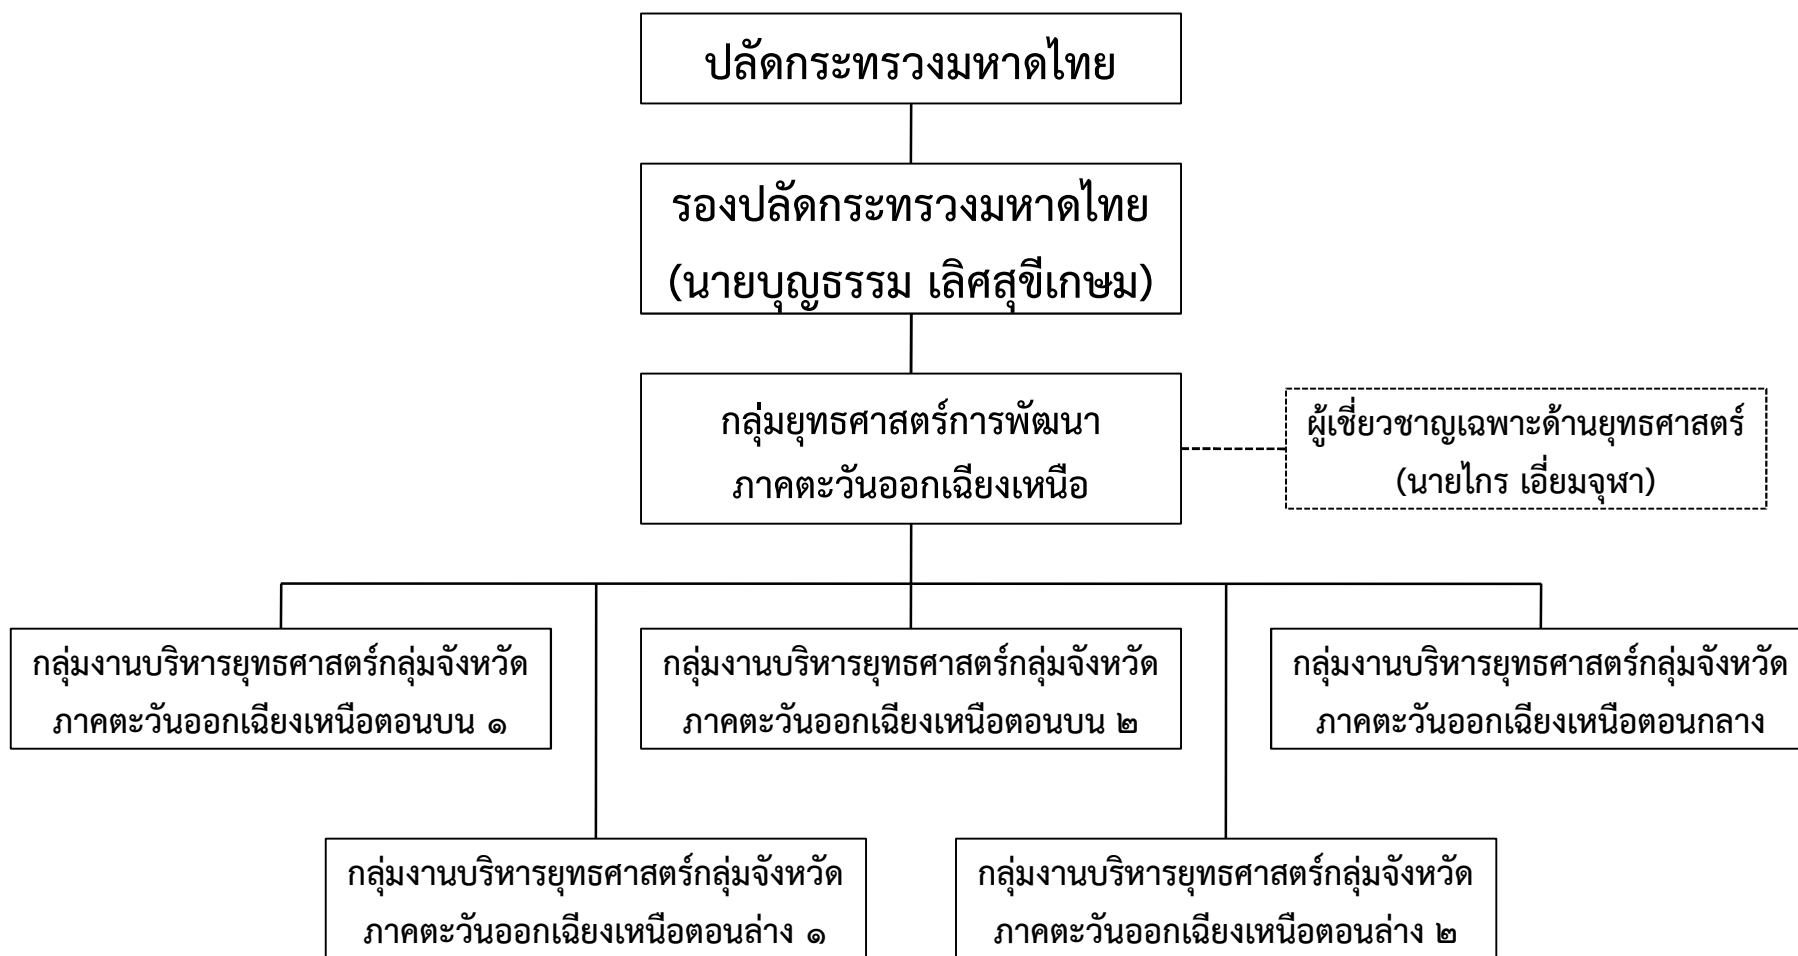 ปลัดกระทรวงมหาดไทย
รองปลัดกระทรวงมหาดไทย
(นายบุญธรรม เลิศสุขีเกษม)
กลุ่มยุทธศาสตร์การพัฒนา
ภาคตะวันออกเฉียงเหนือ
ผู้เชี่ยวชาญเฉพาะด้านยุทธศาสตร์
(นายไกร เอี่ยมจุฬา)
กลุ่มงานบริหารยุทธศาสตร์กลุ่มจังหวัด
ภาคตะวันออกเฉียงเหนือตอนบน ๑
กลุ่มงานบริหารยุทธศาสตร์กลุ่มจังหวัด
ภาคตะวันออกเฉียงเหนือตอนบน ๒
กลุ่มงานบริหารยุทธศาสตร์กลุ่มจังหวัด
ภาคตะวันออกเฉียงเหนือตอนกลาง
กลุ่มงานบริหารยุทธศาสตร์กลุ่มจังหวัด
ภาคตะวันออกเฉียงเหนือตอนล่าง ๑
กลุ่มงานบริหารยุทธศาสตร์กลุ่มจังหวัด
ภาคตะวันออกเฉียงเหนือตอนล่าง ๒